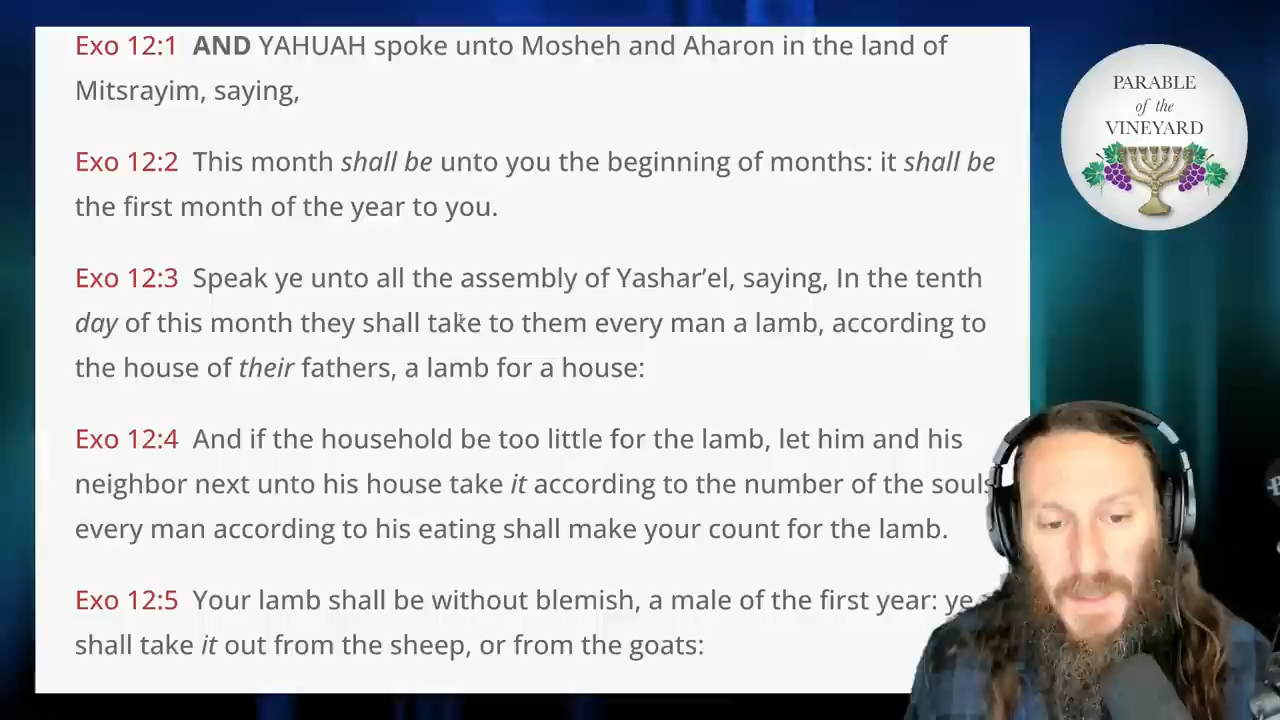 Exo 12:1 AND YAHUAH spoke unto Mosheh and Aharon in the land of
Mitsrayim, saying,
Exo 12:2 This month shall be unto you the beginning of months: it shall be
the first month of the year to you.
Exo 12:3 Speak ye unto all the assembly of Yashar’el, saying, In the tenth
day of this month they shall take to them every man a lamb, according to
the house of their fathers, a lamb for a house:
Exo 12:4 And if the household be too little for the lamb, let him and his
neighbor next unto his house take it according to the number of the souls
every man according to his eating shall make your count for the lamb.
Exo 12:5 Your lamb shall be without blemish, a male of the first year: ye
shall take it out from the sheep, or from the goats:
PARABLE
of the
VINEYARD